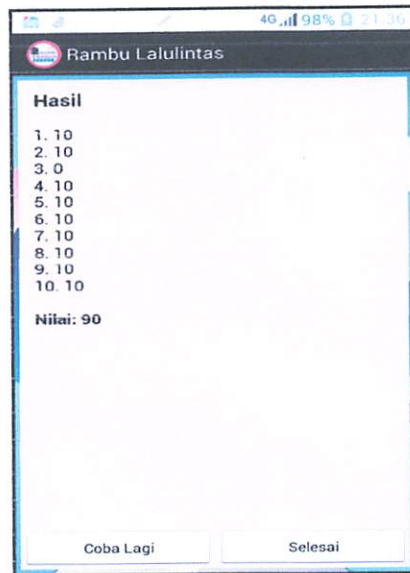 4G 98% 21.36
Rambu Lalulintas
Hasil
1. 10
2. 10
3. 0
4. 10
5. 10
6. 10
7. 10
8. 10
9. 10
10. 10
Nilai: 90
Coba Lagi Selesai